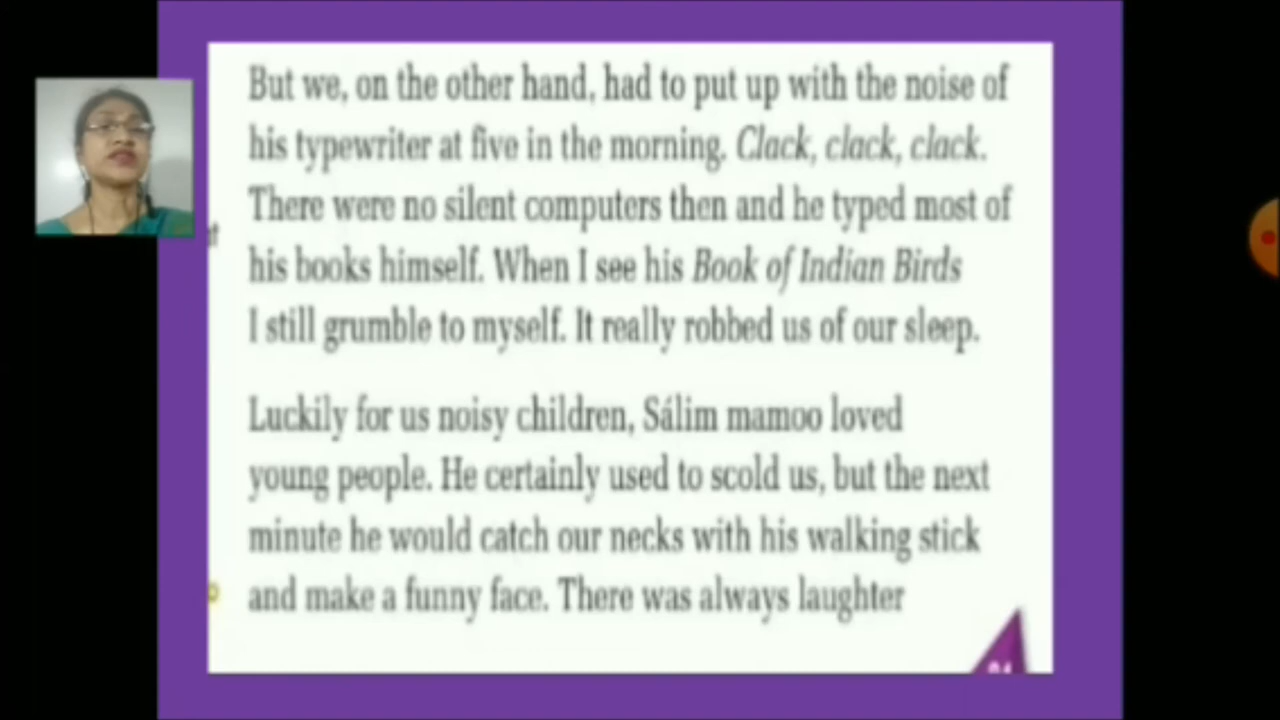 But we, on the other hand, had to put up with the noise of
his typewriter at five in the morning. Clack, clack, clack.
There were no silent computers then and he typed most of
his books himself. When I see his Book of Indian Birds
I still grumble to myself. It really robbed us of our sleep.
Luckily for us noisy children, Sálim mamoo loved
young people. He certainly used to scold us, but the next
minute he would catch our necks with his walking stick
and make a funny face. There was always laughter